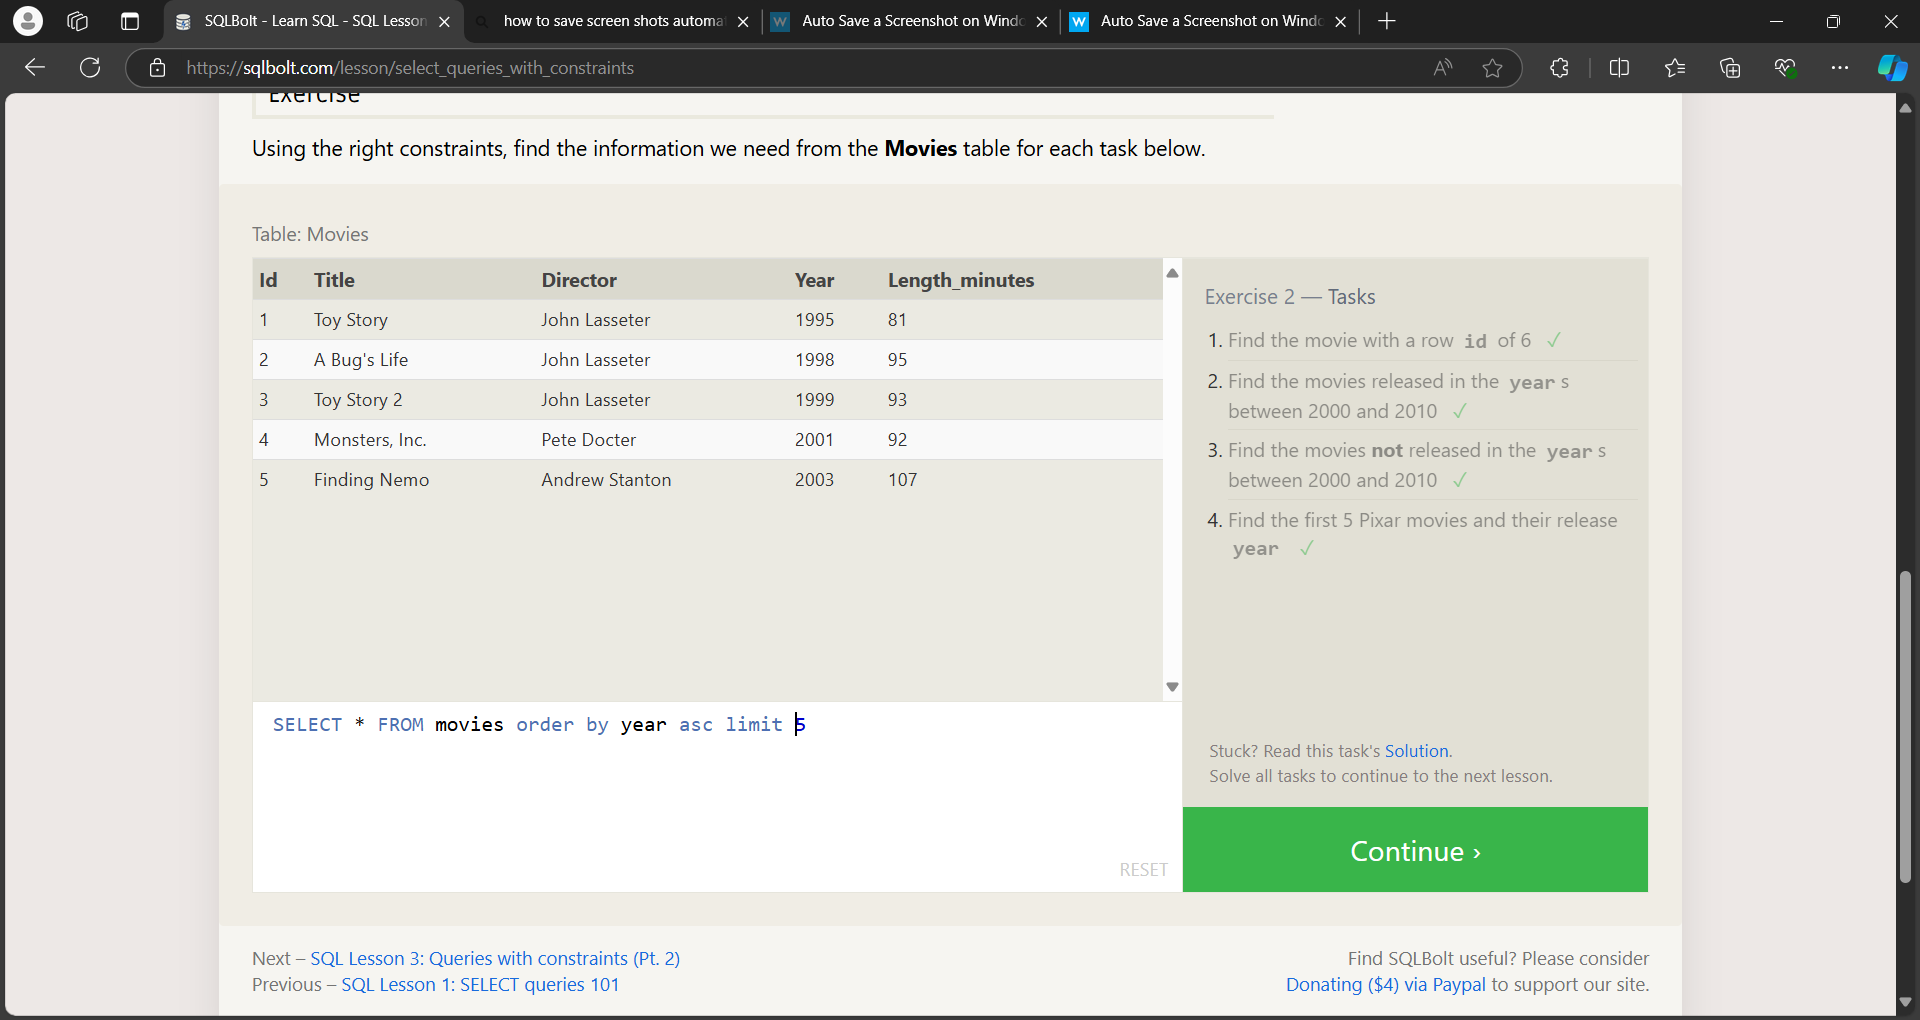 SQLBolt - Learn SQL - SQL Lesson
how to save screen shots automa
Auto Save a Screenshot on Windo
Auto Save a Screenshot on Windo
https://sqlbolt.com/lesson/select_queries_with_constraints
Exercise
Using the right constraints, find the information we need from the Movies table for each task below.
Table: Movies
Id Title Director Year Length_minutes
1 Toy Story John Lasseter 1995 81
2 A Bug's Life John Lasseter 1998 95
3 Toy Story 2 John Lasseter 1999 93
4 Monsters, Inc. Pete Docter 2001 92
5 Finding Nemo Andrew Stanton 2003 107
SELECT * FROM movies order by year asc limit 5
RESET
Exercise 2 — Tasks
1. Find the movie with a row id of 6 ✓
2. Find the movies released in the year s
between 2000 and 2010 ✓
3. Find the movies not released in the year s
between 2000 and 2010 ✓
4. Find the first 5 Pixar movies and their release
year ✓
Stuck? Read this task's Solution.
Solve all tasks to continue to the next lesson.
Continue ›
Next – SQL Lesson 3: Queries with constraints (Pt. 2)
Previous – SQL Lesson 1: SELECT queries 101
Find SQLBolt useful? Please consider
Donating ($4) via Paypal to support our site.